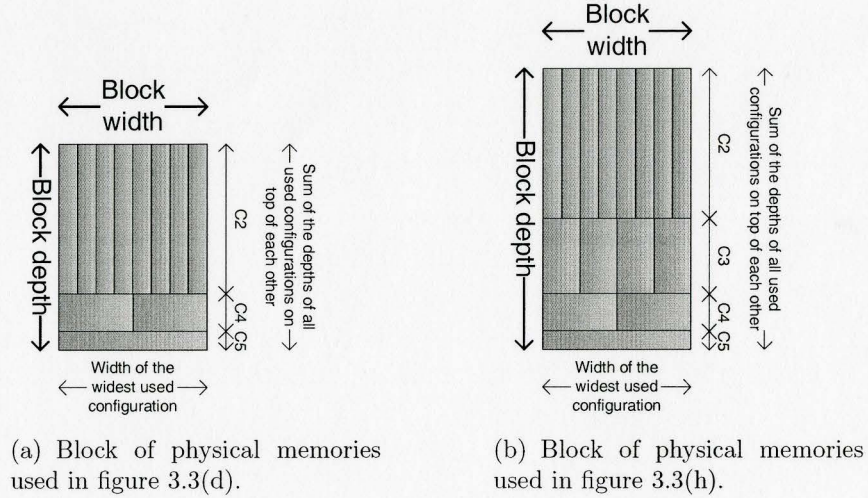 Block
width
Block depth
C2
C4
C5
Sum of the depths of all
used configurations on
top of each other
Width of the
widest used
configuration
(a) Block of physical memories
used in figure 3.3(d).
Block
width
Block depth
C2
C3
C4
C5
Sum of the depths of all used
configurations on top of each other
Width of the
widest used
configuration
(b) Block of physical memories
used in figure 3.3(h).